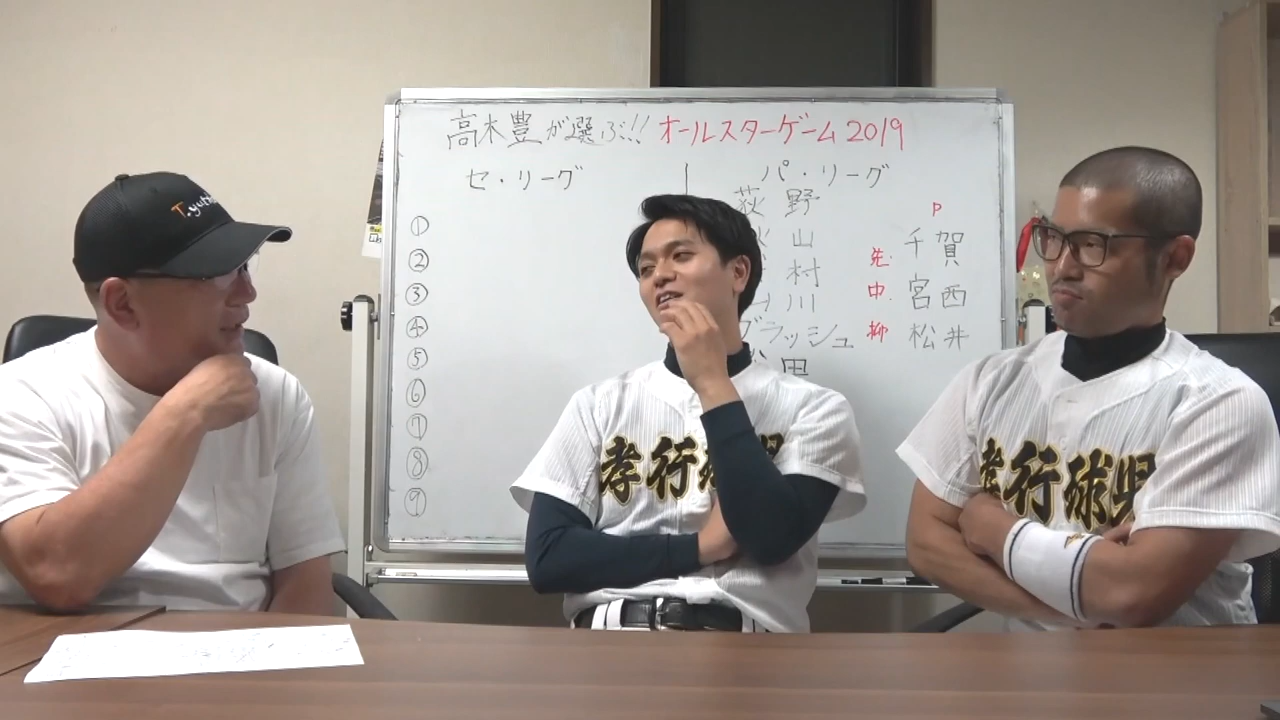 高木豊が選ぶ!! オールスターゲーム2019
セ・リーグ
パ・リーグ
①
②
③
④
⑤
⑥
⑦
⑧
⑨
荻野
山
村
川
ブラッシュ
田
P
先 千賀
中 宮西
抑 松井
孝行球
孝行球児